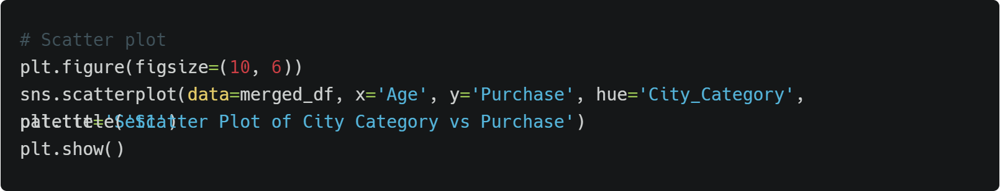 # Scatter plot
plt.figure(figsize=(10, 6))
sns.scatterplot(data=merged_df, x='Age', y='Purchase', hue='City_Category',
palette='Set1')
plt.title('Scatter Plot of City Category vs Purchase')
plt.show()